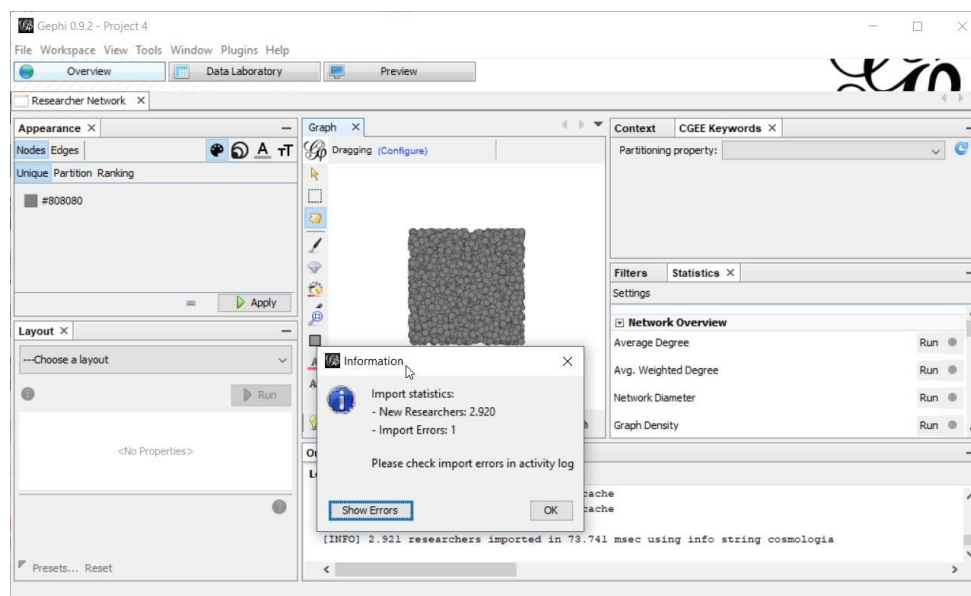 Gephi 0.9.2 - Project 4
File Workspace View Tools Window Plugins Help
Overview Data Laboratory Preview
Researcher Network
Appearance
Nodes Edges
Unique Partition Ranking
#808080
Apply
Layout
---Choose a layout
Run
<No Properties>
Presets... Reset
Graph
Dragging (Configure)
Context CGEE Keywords
Partitioning property:
Filters Statistics
Settings
Network Overview
Average Degree Run
Avg. Weighted Degree Run
Network Diameter Run
Graph Density Run
Information
Import statistics:
- New Researchers: 2.920
- Import Errors: 1
Please check import errors in activity log
Show Errors OK
[INFO] 2.921 researchers imported in 73.741 msec using info string cosmologia